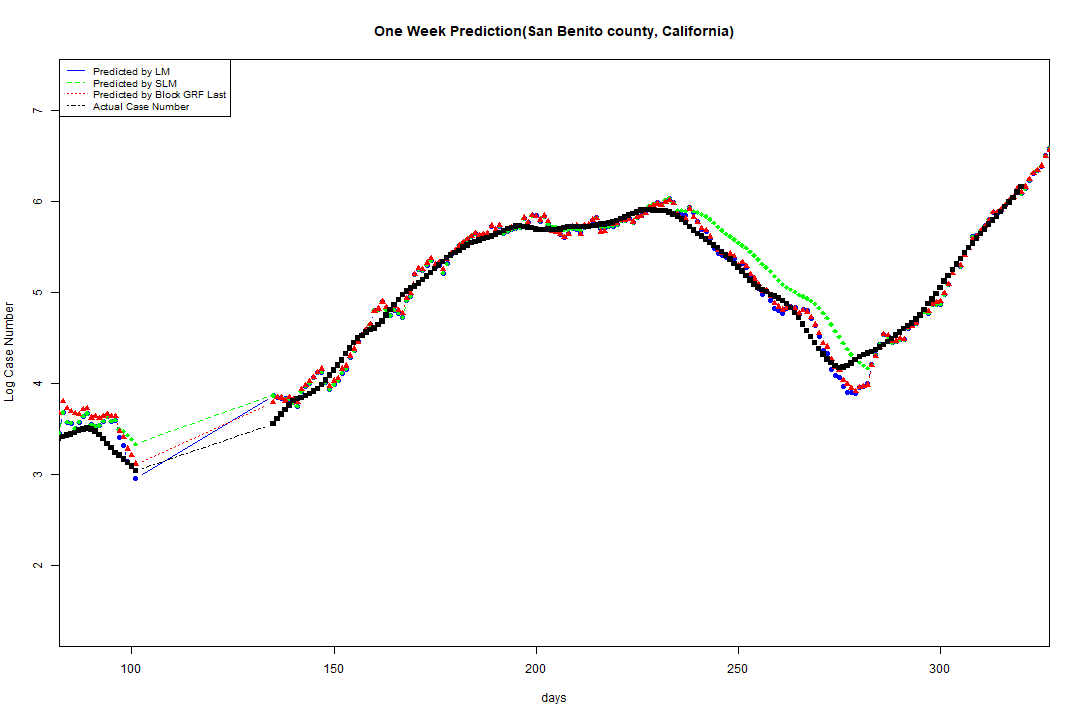 One Week Prediction(San Benito county, California)
Predicted by LM
Predicted by SLM
Predicted by Block GRF Last
Actual Case Number
7
6
5
4
3
2
Log Case Number
100 150 200 250 300
days